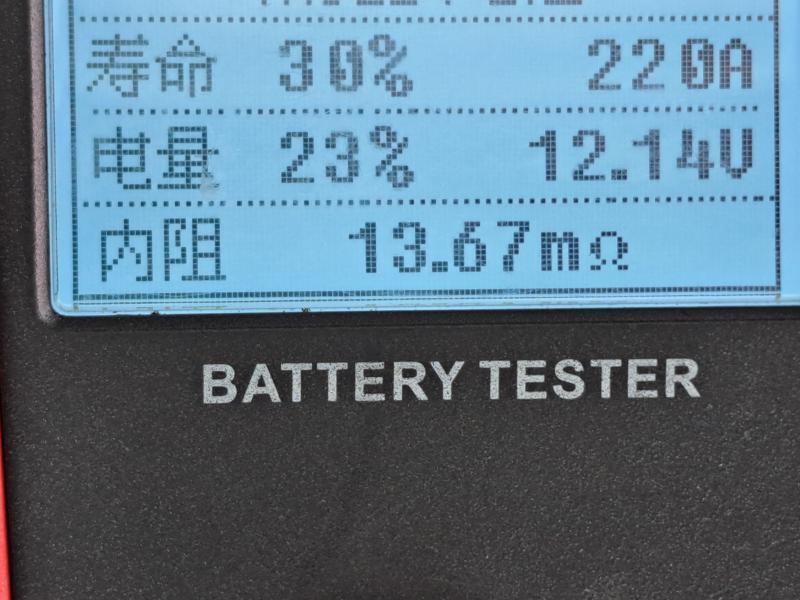 寿命 30% 220A
电量 23% 12.14V
内阻 13.67mΩ
BATTERY TESTER